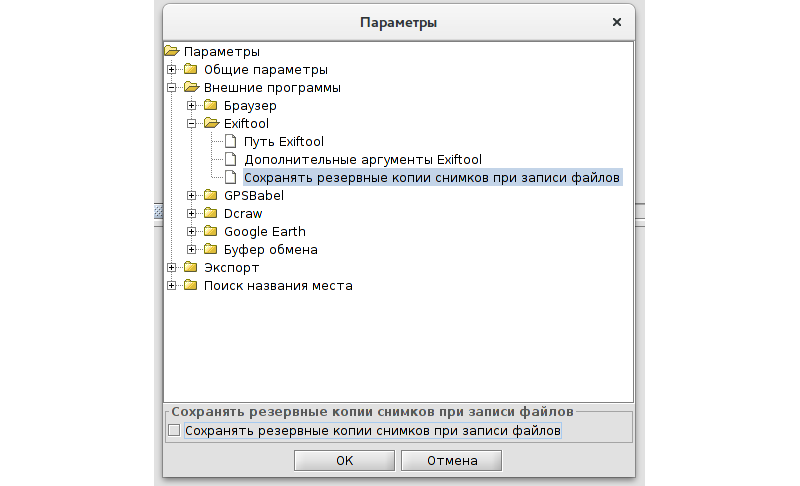 Параметры
Параметры
Общие параметры
Внешние программы
Браузер
Exiftool
Путь Exiftool
Дополнительные аргументы Exiftool
Сохранять резервные копии снимков при записи файлов
GPSBabel
Dcraw
Google Earth
Буфер обмена
Экспорт
Поиск названия места
Сохранять резервные копии снимков при записи файлов
Сохранять резервные копии снимков при записи файлов
OK Отмена